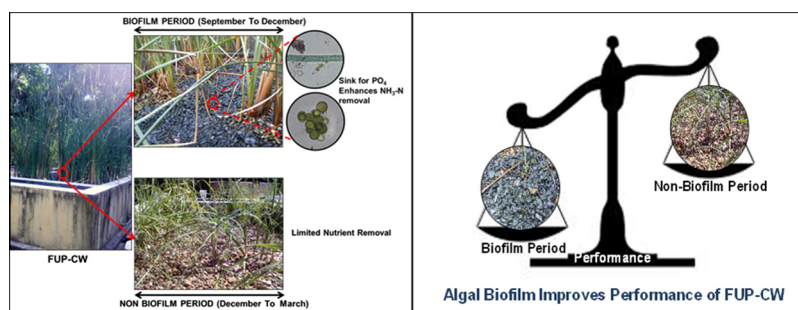 BIOFILM PERIOD (September To December)
Sink for PO4
Enhances NH3-N
removal
FUP-CW
Limited Nutrient Removal
NON BIOFILM PERIOD (December To March)
Non-Biofilm Period
Biofilm Period
Performance
Algal Biofilm Improves Performance of FUP-CW